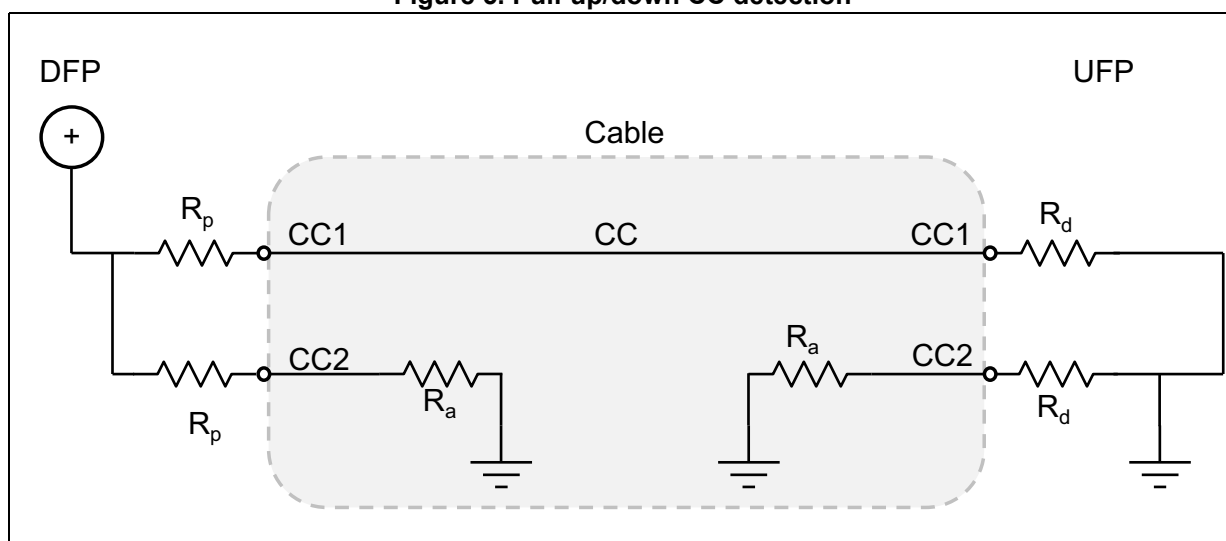 Figure 3. Pull-up/down CC detection
DFP
UFP
+
Cable
Rp
CC1
CC
CC1
Rd
Rp
CC2
Ra
Ra
CC2
Rd